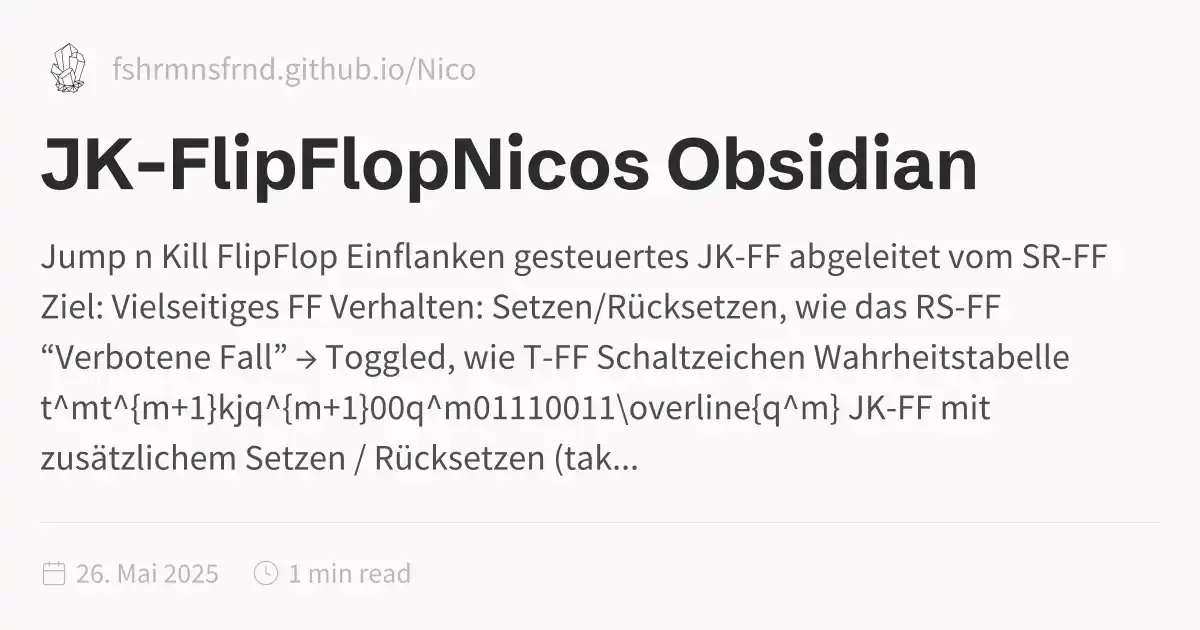 fshrmnsfrnd.github.io/Nico
JK-FlipFlopNicos Obsidian
Jump n Kill FlipFlop Einflanken gesteuertes JK-FF abgeleitet vom SR-FF
Ziel: Vielseitiges FF Verhalten: Setzen/Rücksetzen, wie das RS-FF
“Verbotene Fall” → Toggled, wie T-FF Schaltzeichen Wahrheitstabelle
t^mt^{m+1}kjq^{m+1}00q^m01110011\overline{q^m} JK-FF mit
zusätzlichem Setzen / Rücksetzen (tak...
26. Mai 2025 1 min read